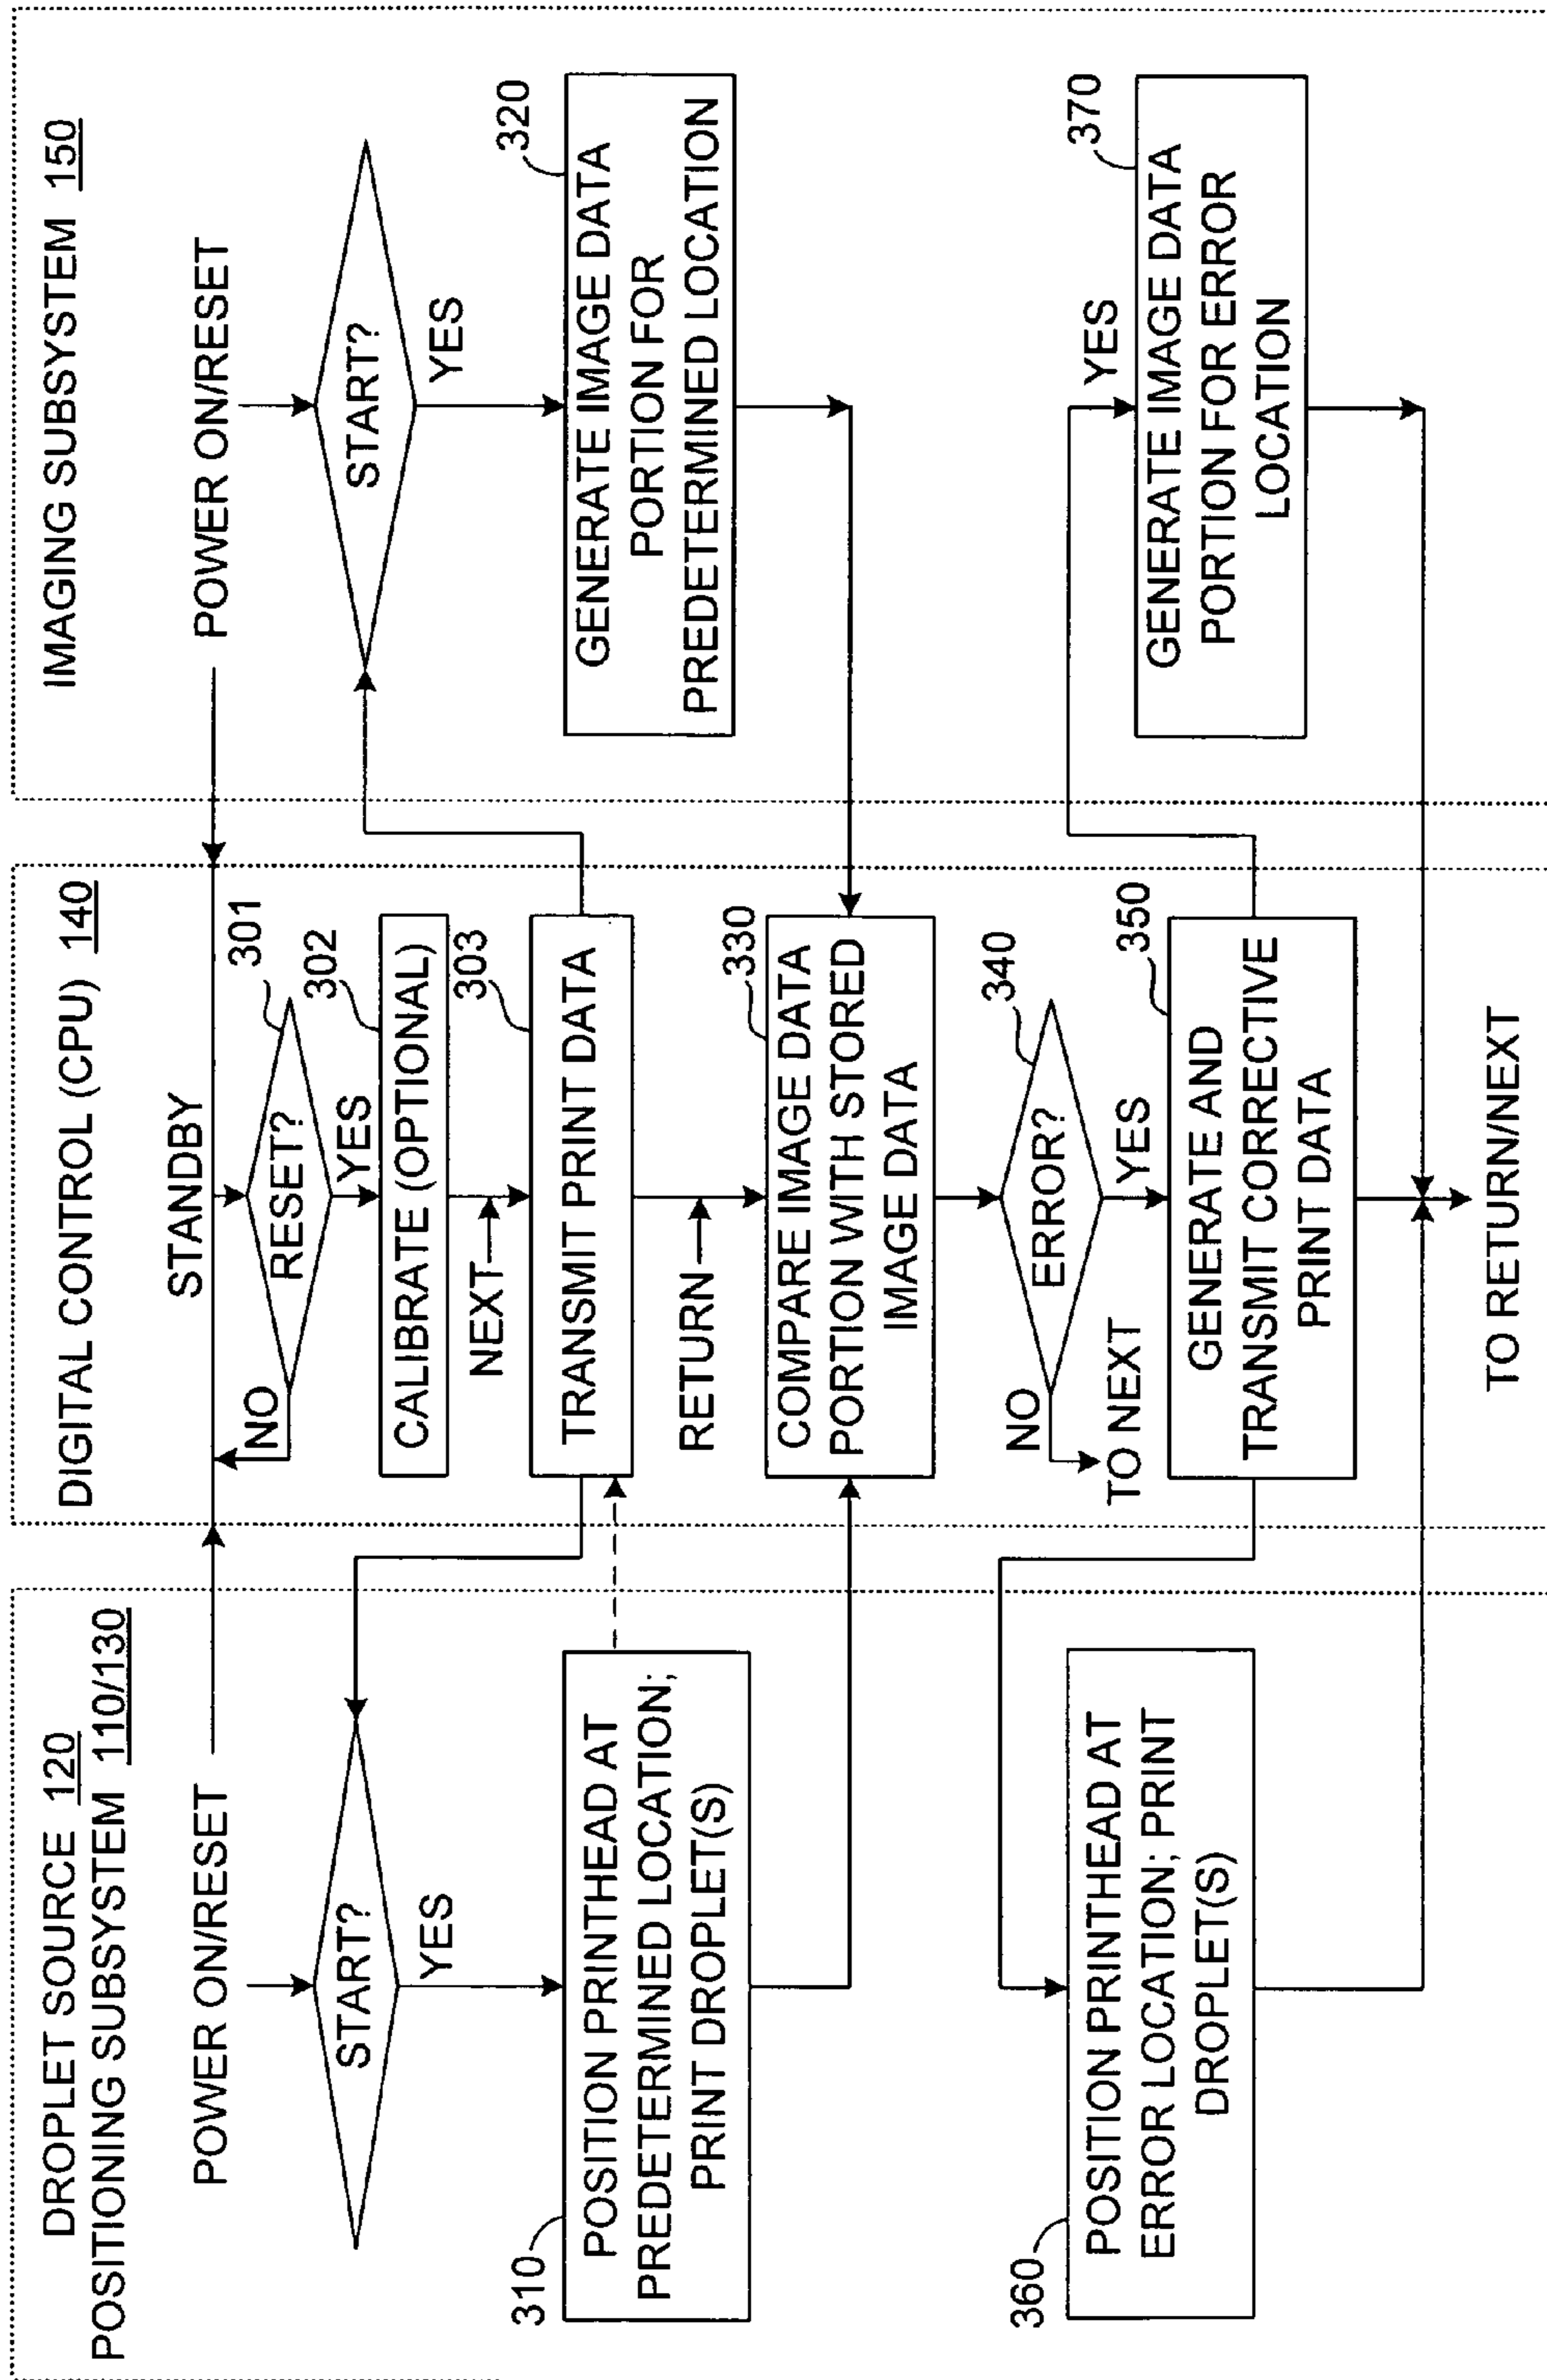 DROPLET SOURCE 120
POSITIONING SUBSYSTEM 110/130
POWER ON/RESET
START?
YES
310
POSITION PRINTHEAD AT
PREDETERMINED LOCATION;
PRINT DROPLET(S)
360
POSITION PRINTHEAD AT
ERROR LOCATION; PRINT
DROPLET(S)
DIGITAL CONTROL (CPU) 140
STANDBY
301
RESET?
NO
YES
302
CALIBRATE (OPTIONAL)
NEXT
303
TRANSMIT PRINT DATA
RETURN
330
COMPARE IMAGE DATA
PORTION WITH STORED
IMAGE DATA
340
ERROR?
NO
TO NEXT
YES
350
GENERATE AND
TRANSMIT CORRECTIVE
PRINT DATA
TO RETURN/NEXT
IMAGING SUBSYSTEM 150
POWER ON/RESET
START?
YES
320
GENERATE IMAGE DATA
PORTION FOR
PREDETERMINED LOCATION
YES
370
GENERATE IMAGE DATA
PORTION FOR ERROR
LOCATION